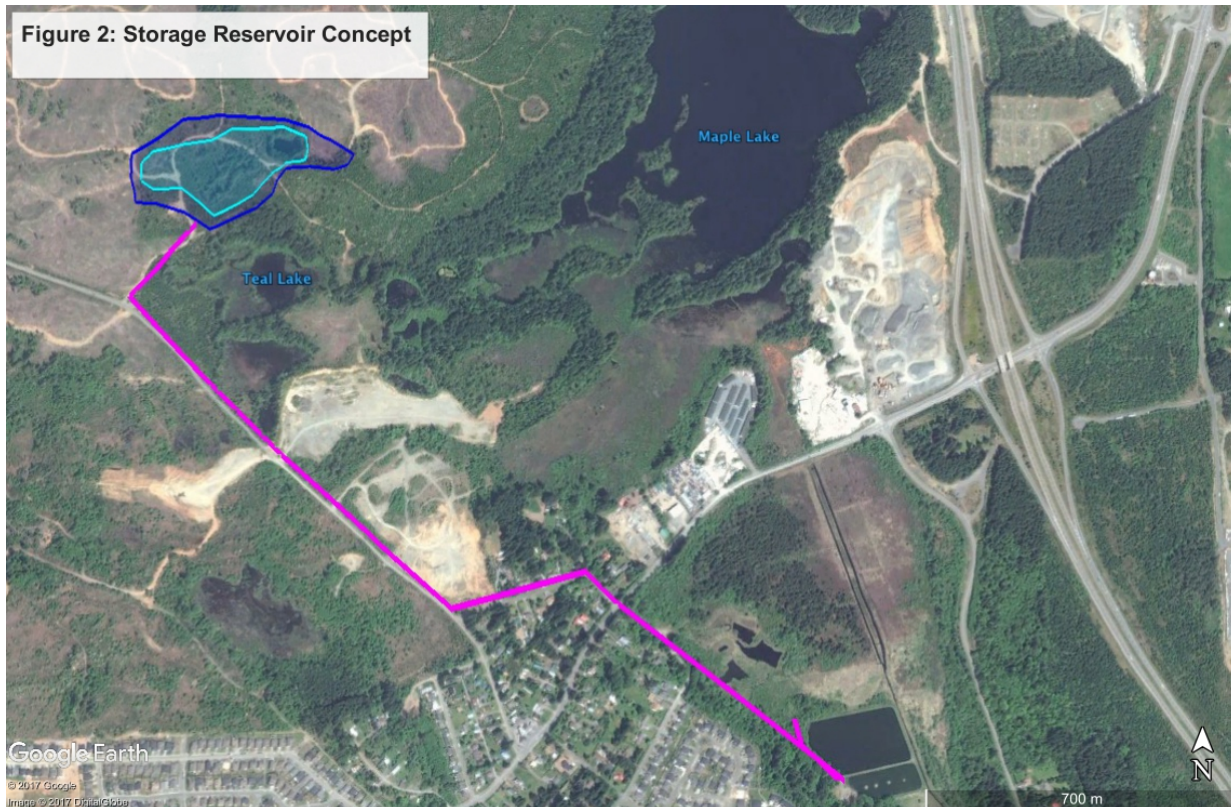 Figure 2: Storage Reservoir Concept
Maple Lake
Teal Lake
Google Earth
© 2017 Google
Image © 2017 DigitalGlobe
N
700 m